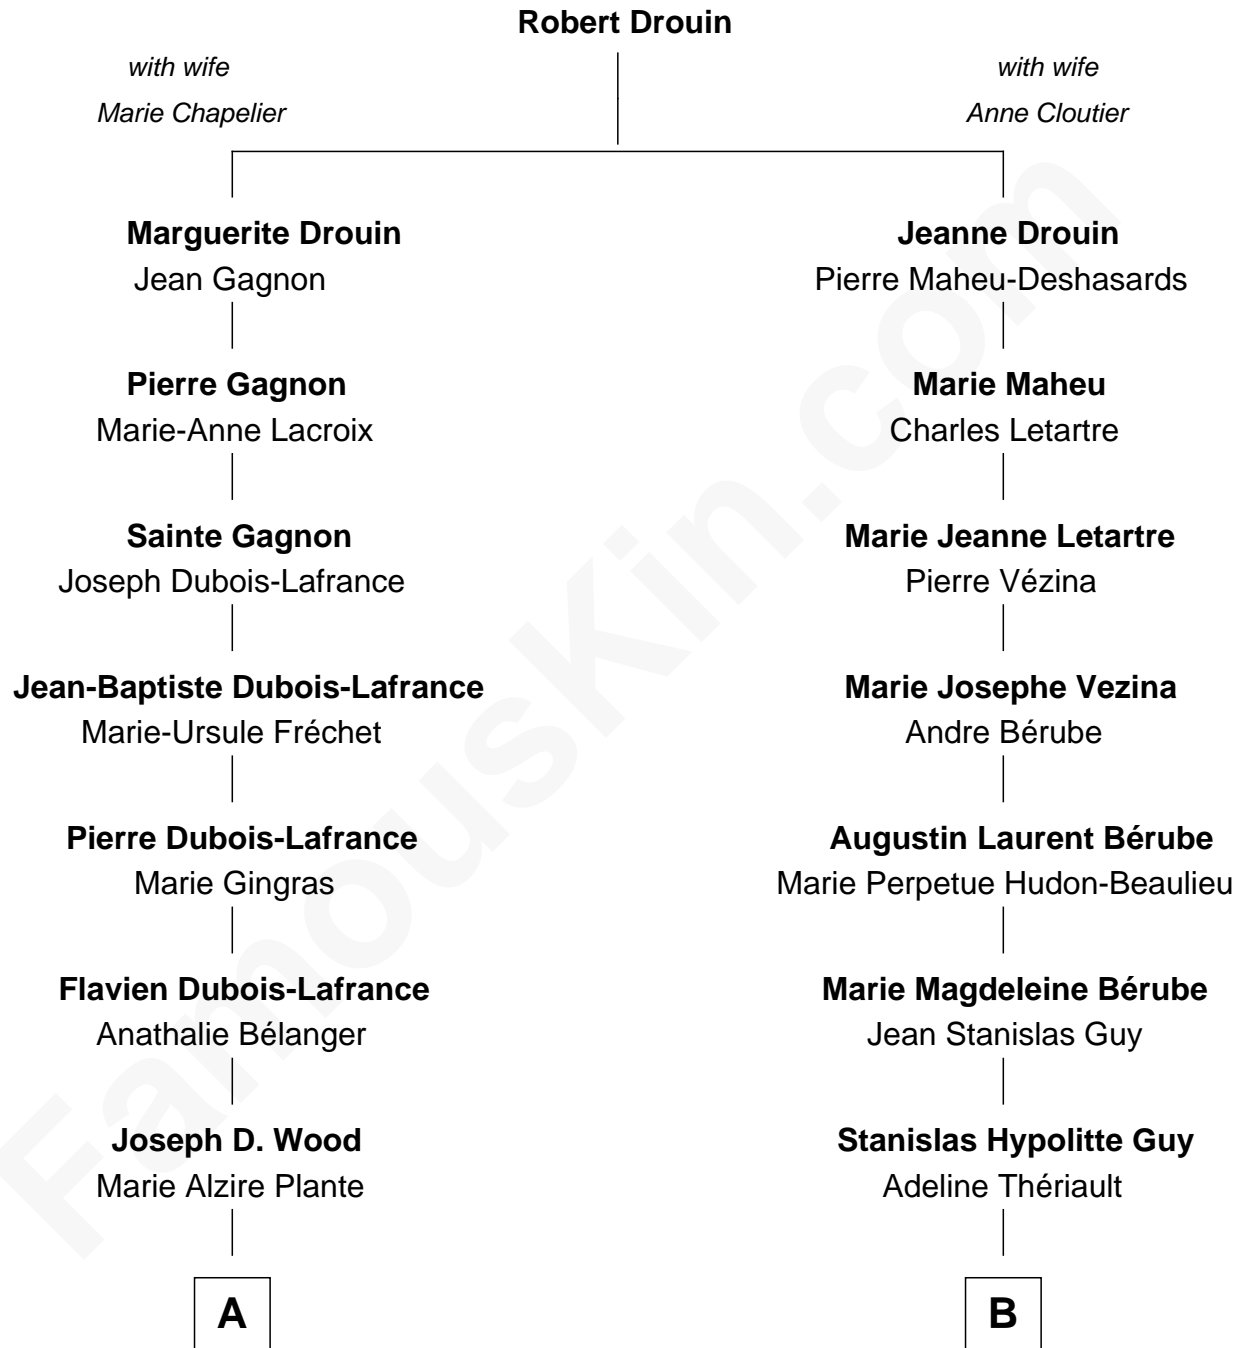 Robert Drouin
with wife
Marie Chapelier
with wife
Anne Cloutier
Marguerite Drouin
Jean Gagnon
Pierre Gagnon
Marie-Anne Lacroix
Sainte Gagnon
Joseph Dubois-Lafrance
Jean-Baptiste Dubois-Lafrance
Marie-Ursule Fréchet
Pierre Dubois-Lafrance
Marie Gingras
Flavien Dubois-Lafrance
Anathalie Bélanger
Joseph D. Wood
Marie Alzire Plante
A
Jeanne Drouin
Pierre Maheu-Deshasards
Marie Maheu
Charles Letartre
Marie Jeanne Letartre
Pierre Vézina
Marie Josephe Vezina
Andre Bérube
Augustin Laurent Bérube
Marie Perpetue Hudon-Beaulieu
Marie Magdeleine Bérube
Jean Stanislas Guy
Stanislas Hypolitte Guy
Adeline Thériault
B
FamousKin.com